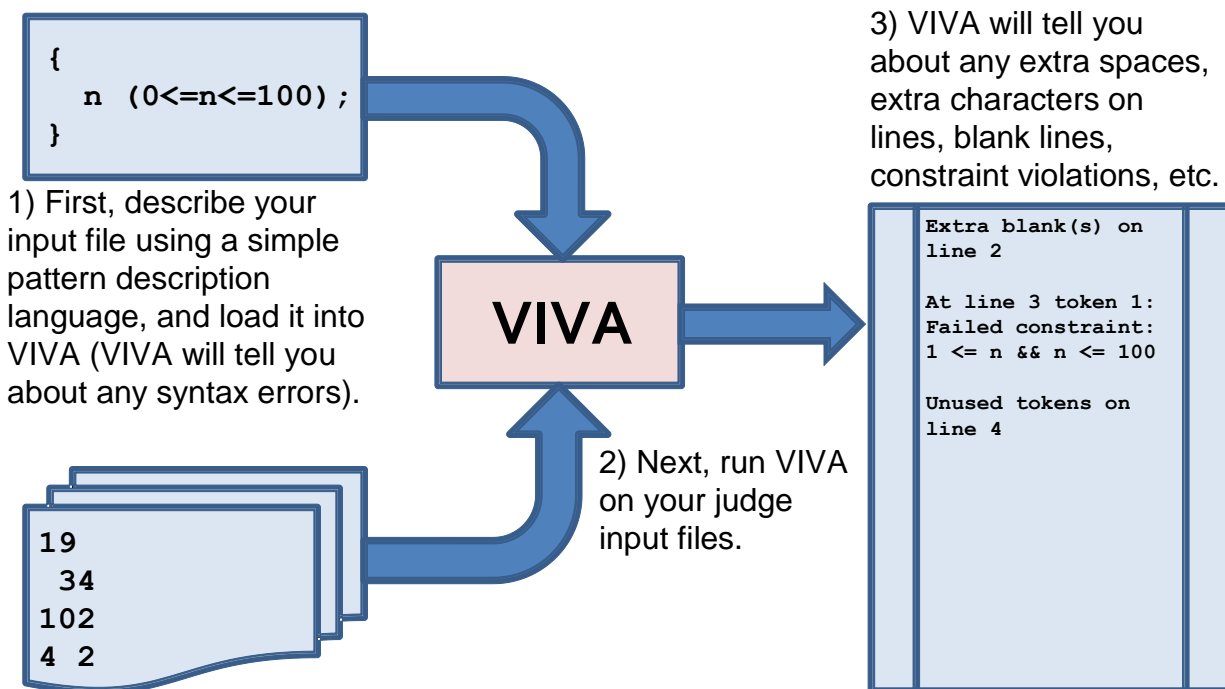 {
n (0<=n<=100);
}
1) First, describe your
input file using a simple
pattern description
language, and load it into
VIVA (VIVA will tell you
about any syntax errors).
19
34
102
4 2
VIVA
2) Next, run VIVA
on your judge
input files.
3) VIVA will tell you
about any extra spaces,
extra characters on
lines, blank lines,
constraint violations, etc.
Extra blank(s) on
line 2
At line 3 token 1:
Failed constraint:
1 <= n && n <= 100
Unused tokens on
line 4